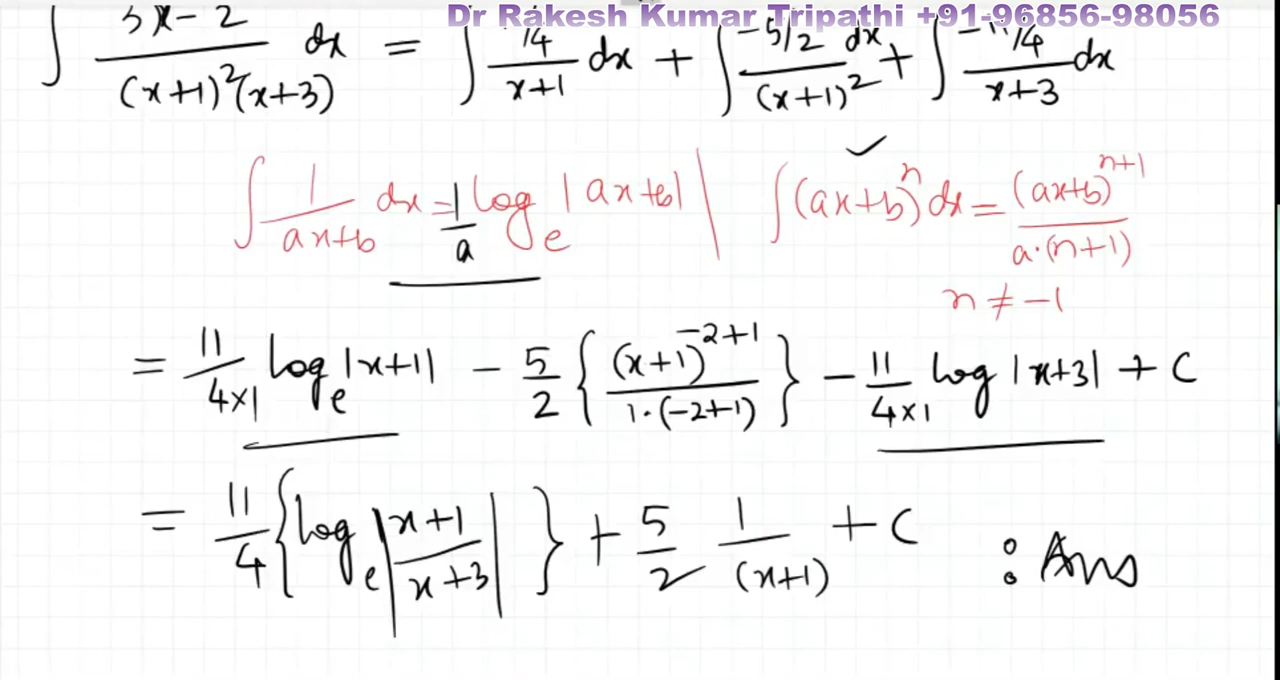 Dr Rakesh Kumar Tripathi +91-96856-98056
∫ 3x-2 / (x+1)²(x+3) dx = ∫ 11/4 / x+1 dx + ∫ -5/2 / (x+1)² dx + ∫ -11/4 / x+3 dx
∫ 1/ax+b dx = 1/a logₑ |ax+b| | ∫ (ax+b)ⁿ dx = (ax+b)ⁿ⁺¹ / a·(n+1)
n ≠ -1
= 11/4×1 logₑ |x+1| - 5/2 { (x+1)⁻²⁺¹ / 1·(-2+1) } - 11/4×1 log |x+3| + C
= 11/4 { logₑ | x+1 / x+3 | } + 5/2 1/(x+1) + C : Ans